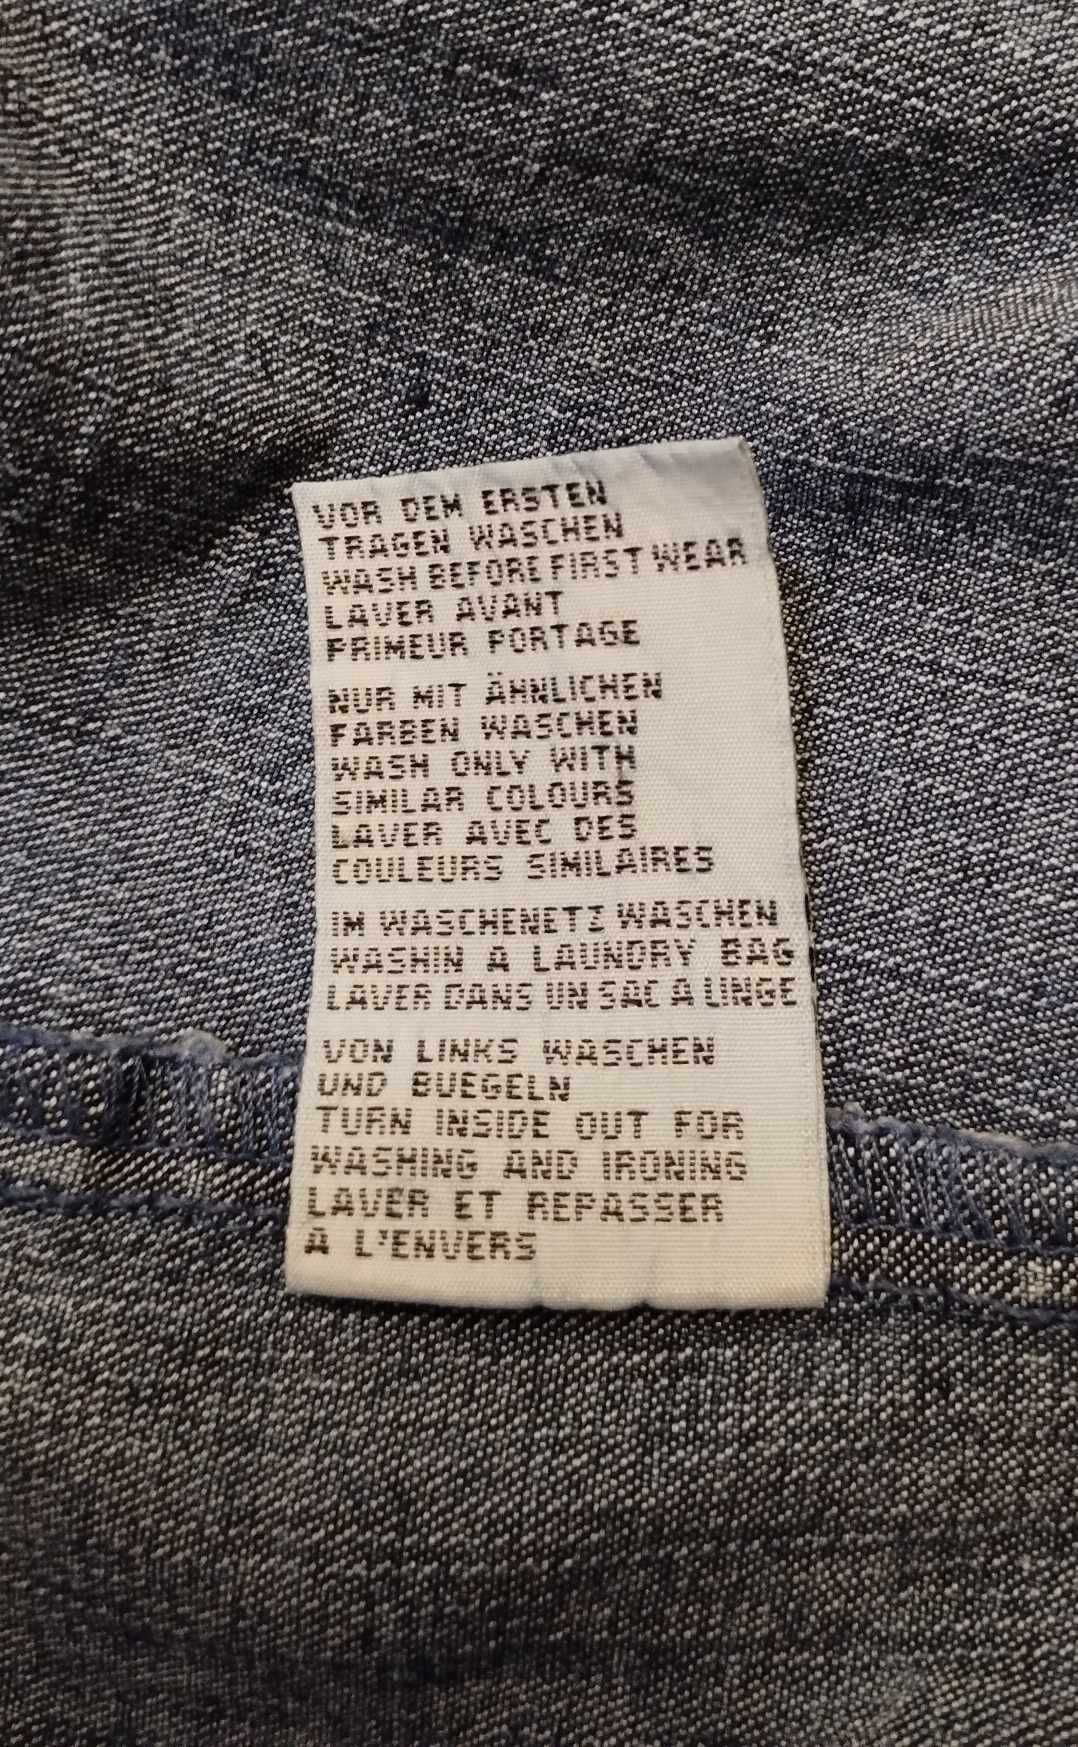 VOR DEM ERSTEN
TRAGEN WASCHEN
WASH BEFORE FIRST WEAR
LAVER AVANT
PRIMEUR PORTAGE
NUR MIT ÄHNLICHEN
FARBEN WASCHEN
WASH ONLY WITH
SIMILAR COLOURS
LAVER AVEC DES
COULEURS SIMILAIRES
IM WASCHENETZ WASCHEN
WASHIN A LAUNDRY BAG
LAVER DANS UN SAC A LINGE
VON LINKS WASCHEN
UND BUEGELN
TURN INSIDE OUT FOR
WASHING AND IRONING
LAVER ET REPASSER
A L'ENVERS